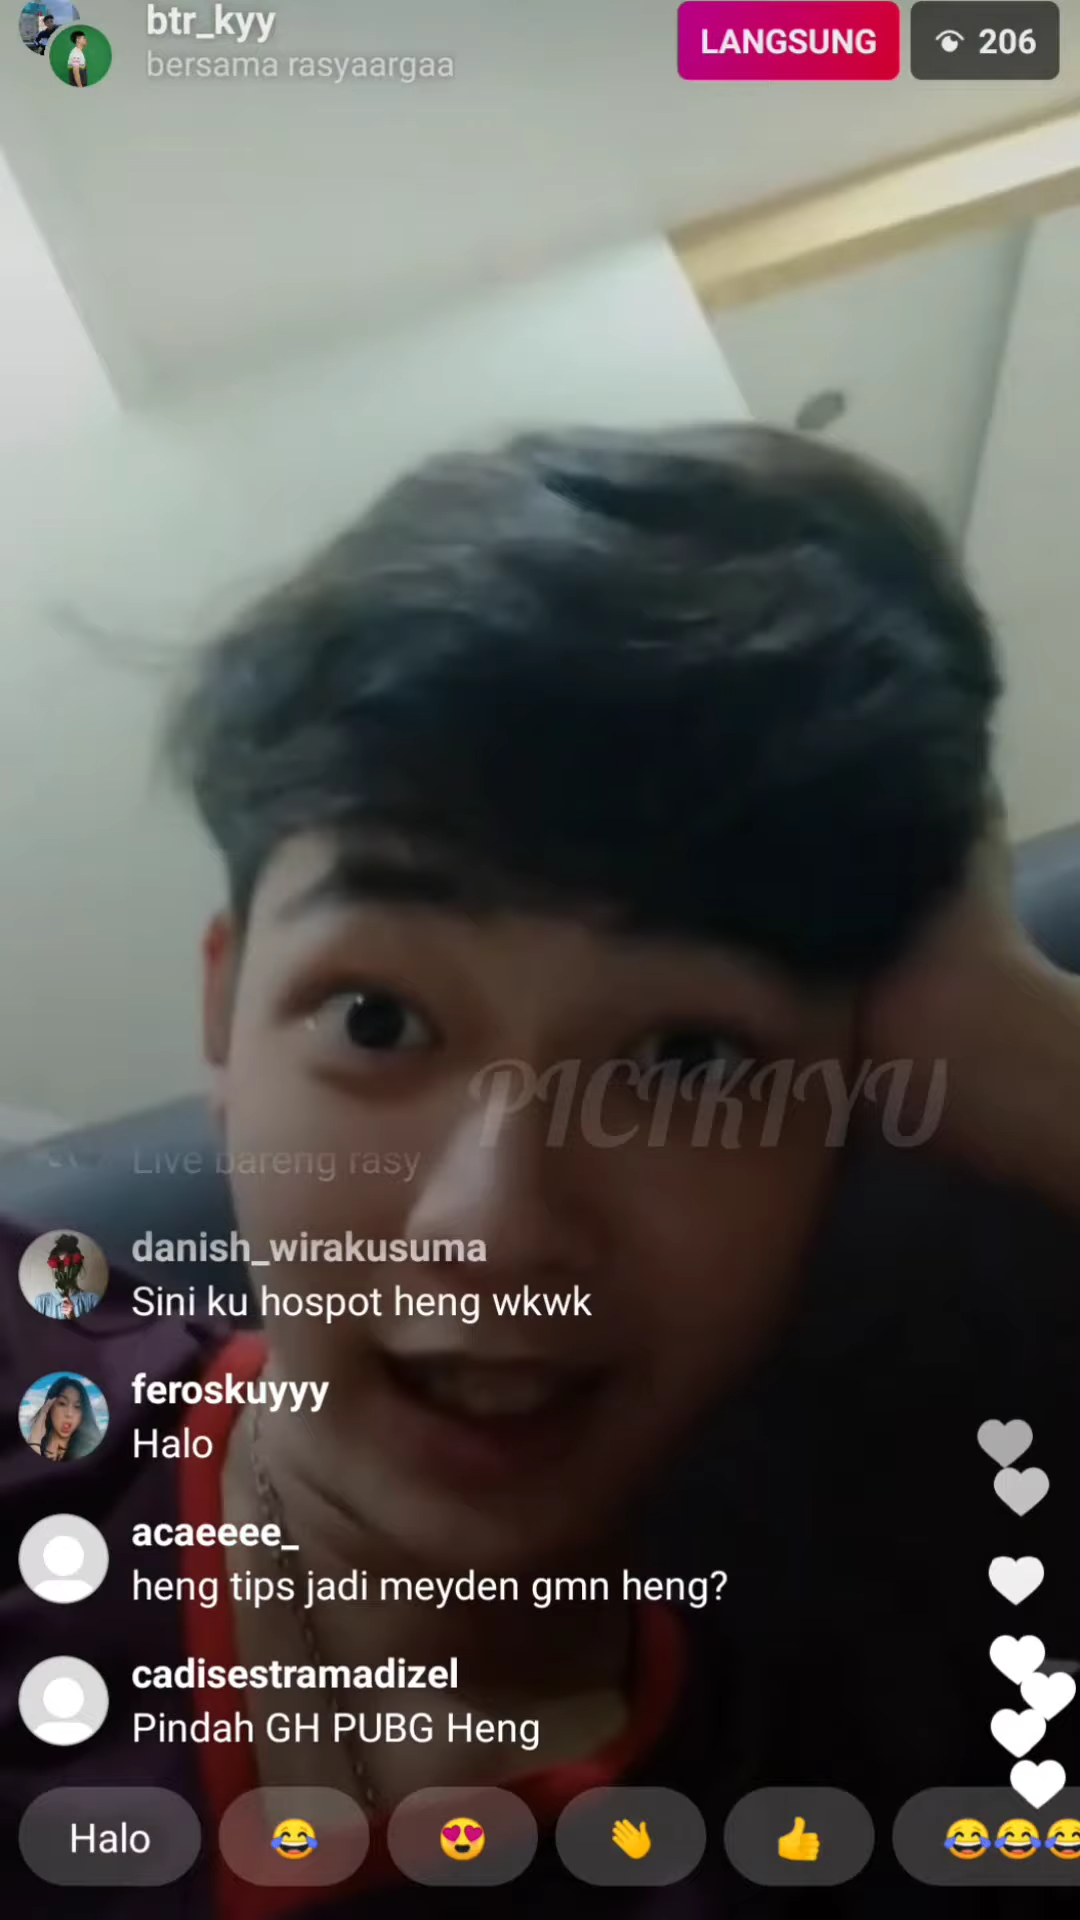 btr_kyy
bersama rasyaargaa
LANGSUNG
206
PICIKIYU
Live bareng rasy
danish_wirakusuma
Sini ku hospot heng wkwk
feroskuyyy
Halo
acaeeee_
heng tips jadi meyden gmn heng?
cadisestramadizel
Pindah GH PUBG Heng
Halo